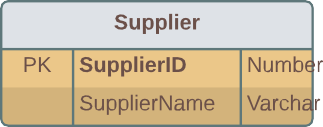 Supplier
PK SupplierID Number
SupplierName Varchar